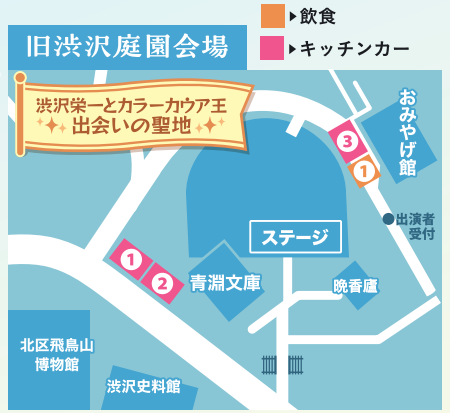 ▶飲食
▶キッチンカー
旧渋沢庭園会場
渋沢栄一とカラーカウア王
出会いの聖地
おみやげ館
3
1
出演者
受付
ステージ
1
2
青淵文庫
晩香廬
北区飛鳥山
博物館
渋沢史料館